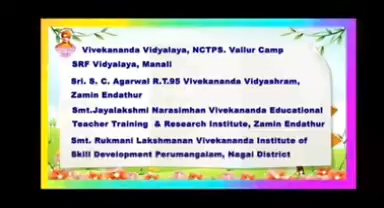 Vivekananda Vidyalaya, NCTPS. Vallur Camp
SRF Vidyalaya, Manali
Sri. S. C. Agarwal R.T.95 Vivekananda Vidyashram,
Zamin Endathur
Smt.Jayalakshmi Narasimhan Vivekananda Educational
Teacher Training & Research Institute, Zamin Endathur
Smt. Rukmani Lakshmanan Vivekananda Institute of
Skill Development Perumangalam, Nagai District